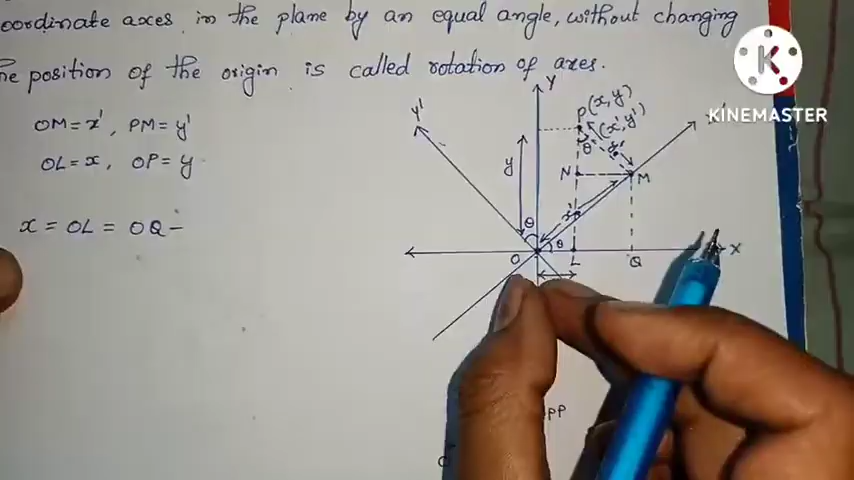 oordinate axes in the plane by an equal angle, without changing
he position of the origin is called rotation of axes.
OM = x', PM = y'
OL = x, OP = y
x = OL = OQ -
Y
Y'
P(x, y)
(x', y')
X'
θ
y'
y
N
M
x'
θ
θ
O
L
Q
X
PP
K
KINEMASTER